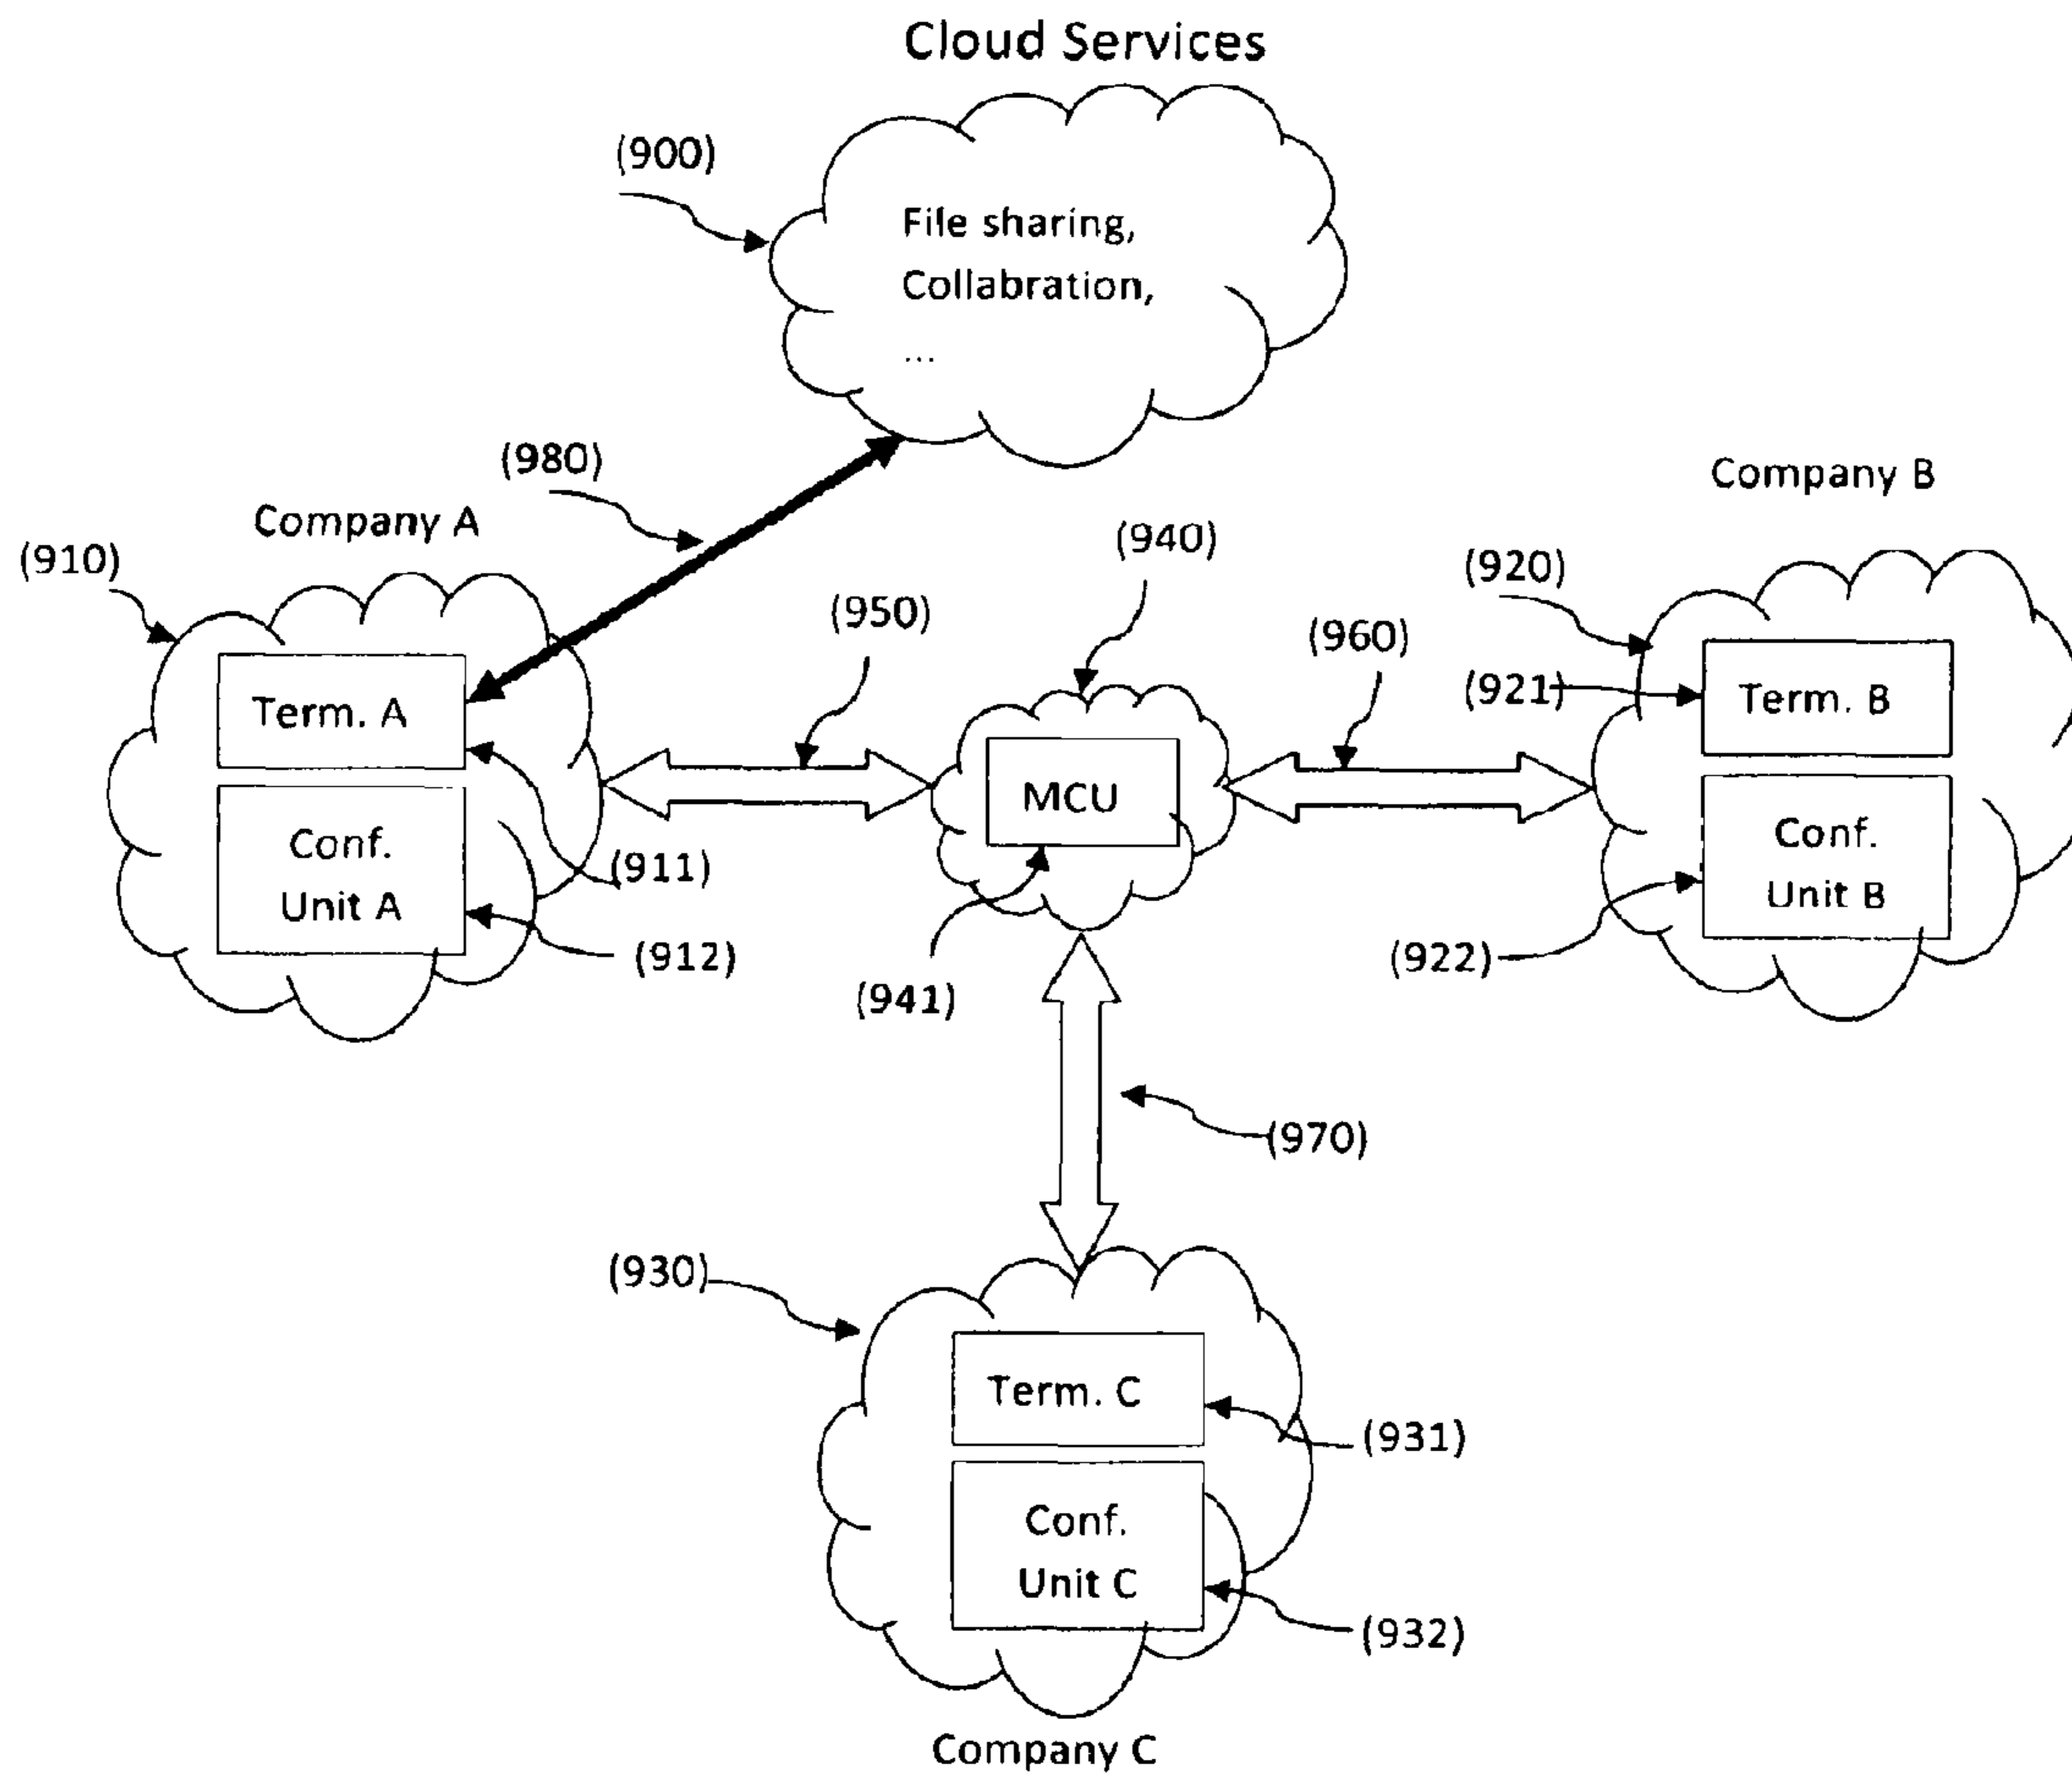 Cloud Services
(900)
File sharing,
Collabration,
...
(980)
Company A
Company B
(910)
(940)
(920)
(950)
(960)
(921)
Term. A
Term. B
MCU
Conf.
Unit A
(911)
(912)
Conf.
Unit B
(922)
(941)
(970)
(930)
Term. C
(931)
Conf.
Unit C
(932)
Company C